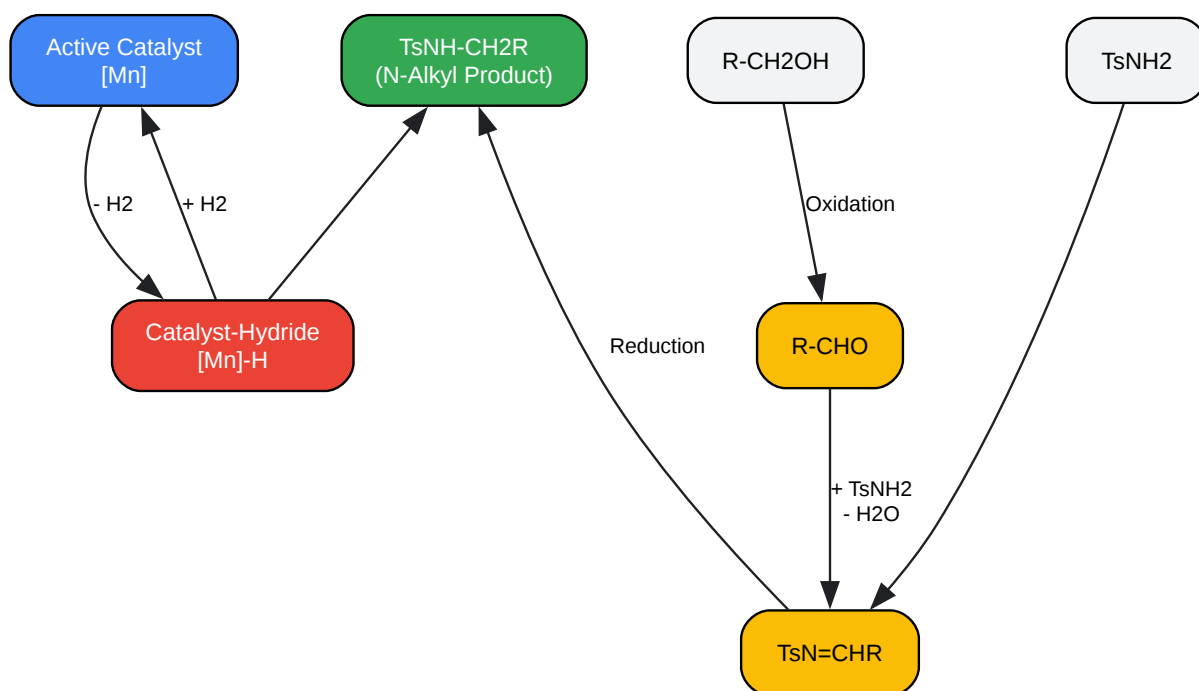 Active Catalyst
[Mn]
TsNH-CH2R
(N-Alkyl Product)
R-CH2OH
TsNH2
- H2
+ H2
Oxidation
Catalyst-Hydride
[Mn]-H
Reduction
R-CHO
+ TsNH2
- H2O
TsN=CHR